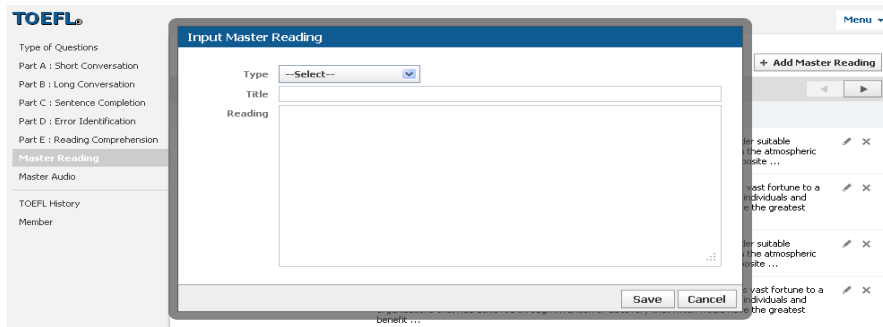 TOEFL®
Menu
Type of Questions
Part A : Short Conversation
Part B : Long Conversation
Part C : Sentence Completion
Part D : Error Identification
Part E : Reading Comprehension
Master Reading
Master Audio
TOEFL History
Member
Input Master Reading
Type
--Select--
Title
Reading
Save
Cancel
+ Add Master Reading
der suitable
the atmospheric
posite ...
vast fortune to a
individuals and
the greatest
der suitable
the atmospheric
posite ...
vast fortune to a
individuals and
the greatest
benefit ...